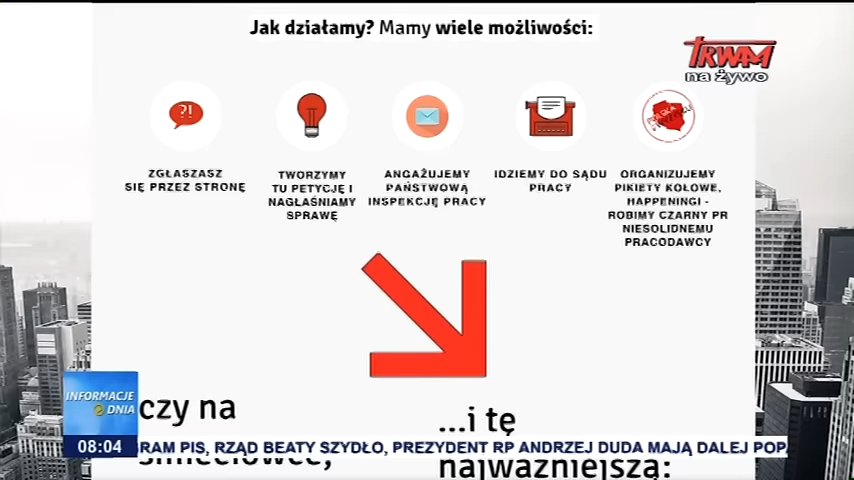 Jak działamy? Mamy wiele możliwości:
TRWAM
na żywo
?!
ZGŁASZASZ
SIĘ PRZEZ STRONĘ
TWORZYMY
TU PETYCJĘ I
NAGŁAŚNIAMY
SPRAWĘ
ANGAŻUJEMY
PAŃSTWOWĄ
INSPEKCJĘ PRACY
IDZIEMY DO SĄDU
PRACY
ORGANIZUJEMY
PIKIETY KOŁOWE,
HAPPENINGI -
ROBIMY CZARNY PR
NIESOLIDNEMU
PRACODAWCY
czy na
...i tę
najważniejszą:
INFORMACJE
DNIA
08:04
GRAM PIS, RZĄD BEATY SZYDŁO, PREZYDENT RP ANDRZEJ DUDA MAJĄ DALEJ POPA